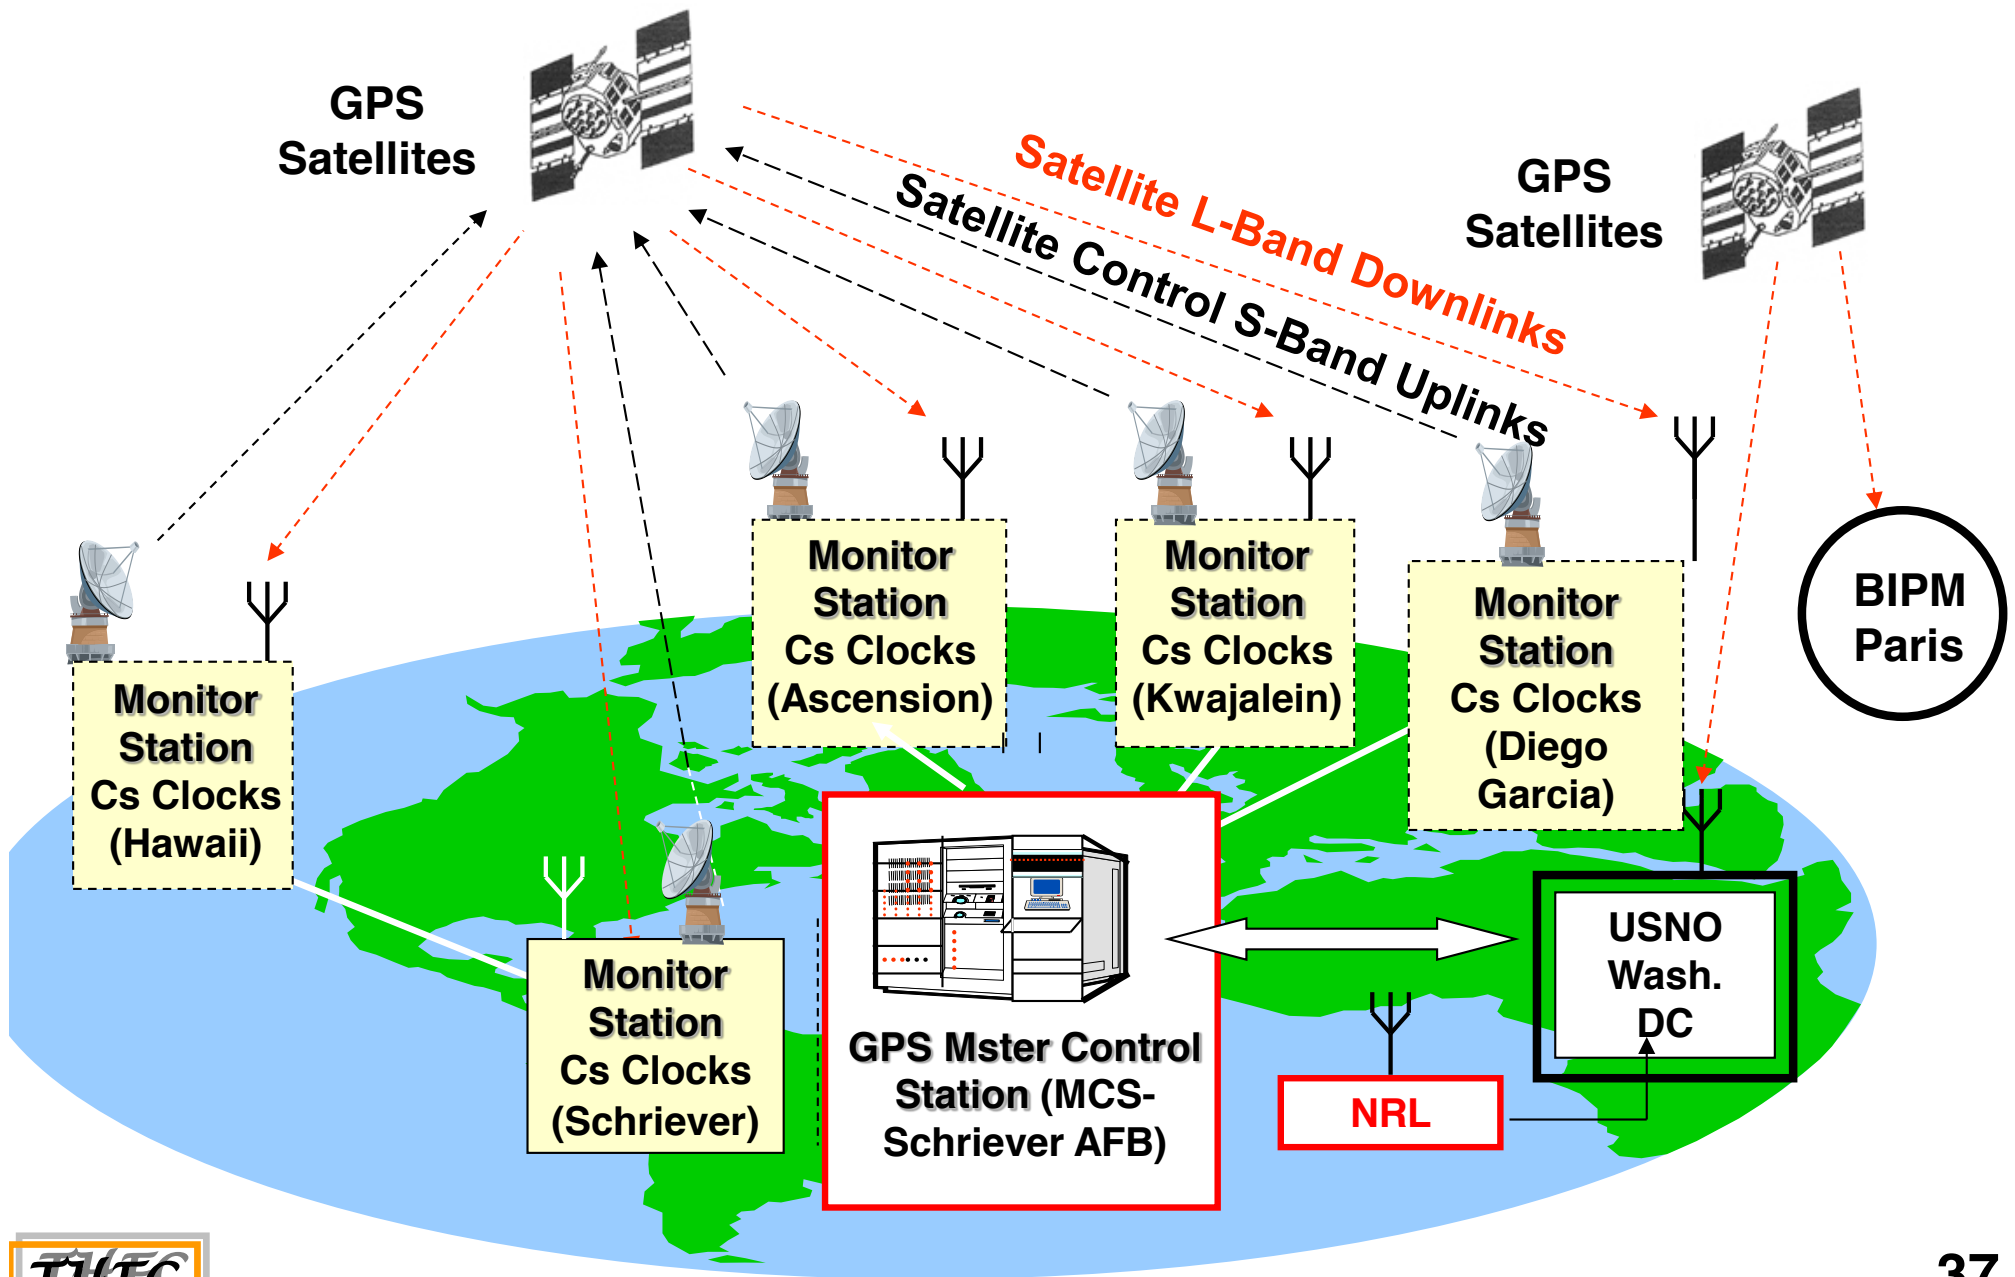 GPS
Satellites
GPS
Satellites
Satellite L-Band Downlinks
Satellite Control S-Band Uplinks
Monitor
Station
Cs Clocks
(Hawaii)
Monitor
Station
Cs Clocks
(Ascension)
Monitor
Station
Cs Clocks
(Kwajalein)
Monitor
Station
Cs Clocks
(Diego
Garcia)
BIPM
Paris
Monitor
Station
Cs Clocks
(Schriever)
GPS Mster Control
Station (MCS-
Schriever AFB)
USNO
Wash.
DC
NRL
37